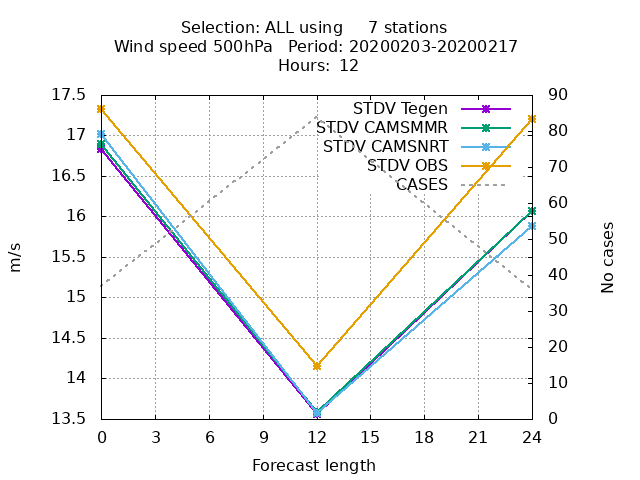 Selection: ALL using 7 stations
Wind speed 500hPa Period: 20200203-20200217
Hours: 12
17.5
17
16.5
16
15.5
15
14.5
14
13.5
m/s
STDV Tegen
STDV CAMSMMR
STDV CAMSNRT
STDV OBS
CASES
90
80
70
60
50
40
30
20
10
0
No cases
0 3 6 9 12 15 18 21 24
Forecast length